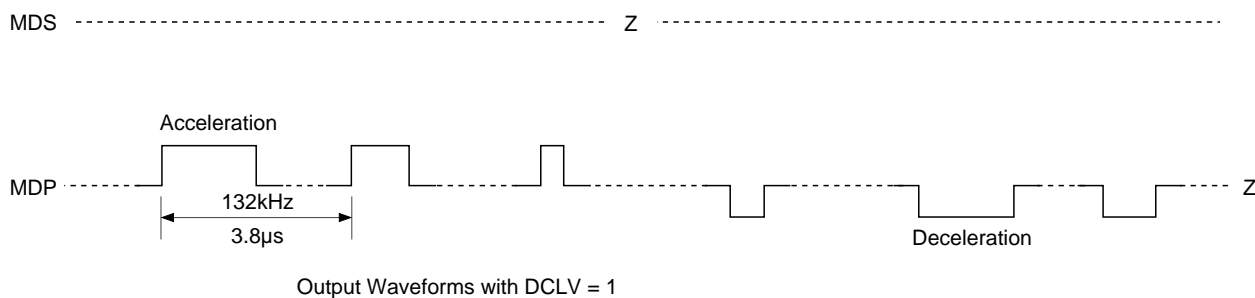 MDS Z
Acceleration
MDP Z
132kHz
3.8µs
Deceleration
Output Waveforms with DCLV = 1